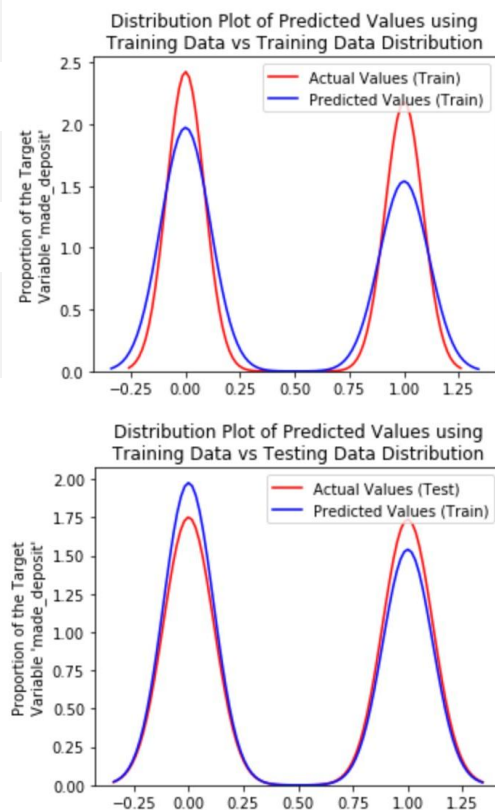 Distribution Plot of Predicted Values using
Training Data vs Training Data Distribution
Actual Values (Train)
Predicted Values (Train)
Proportion of the Target
Variable 'made_deposit'
2.5
2.0
1.5
1.0
0.5
0.0
−0.25 0.00 0.25 0.50 0.75 1.00 1.25
Distribution Plot of Predicted Values using
Training Data vs Testing Data Distribution
Actual Values (Test)
Predicted Values (Train)
Proportion of the Target
Variable 'made_deposit'
2.00
1.75
1.50
1.25
1.00
0.75
0.50
0.25
0.00
−0.25 0.00 0.25 0.50 0.75 1.00 1.25